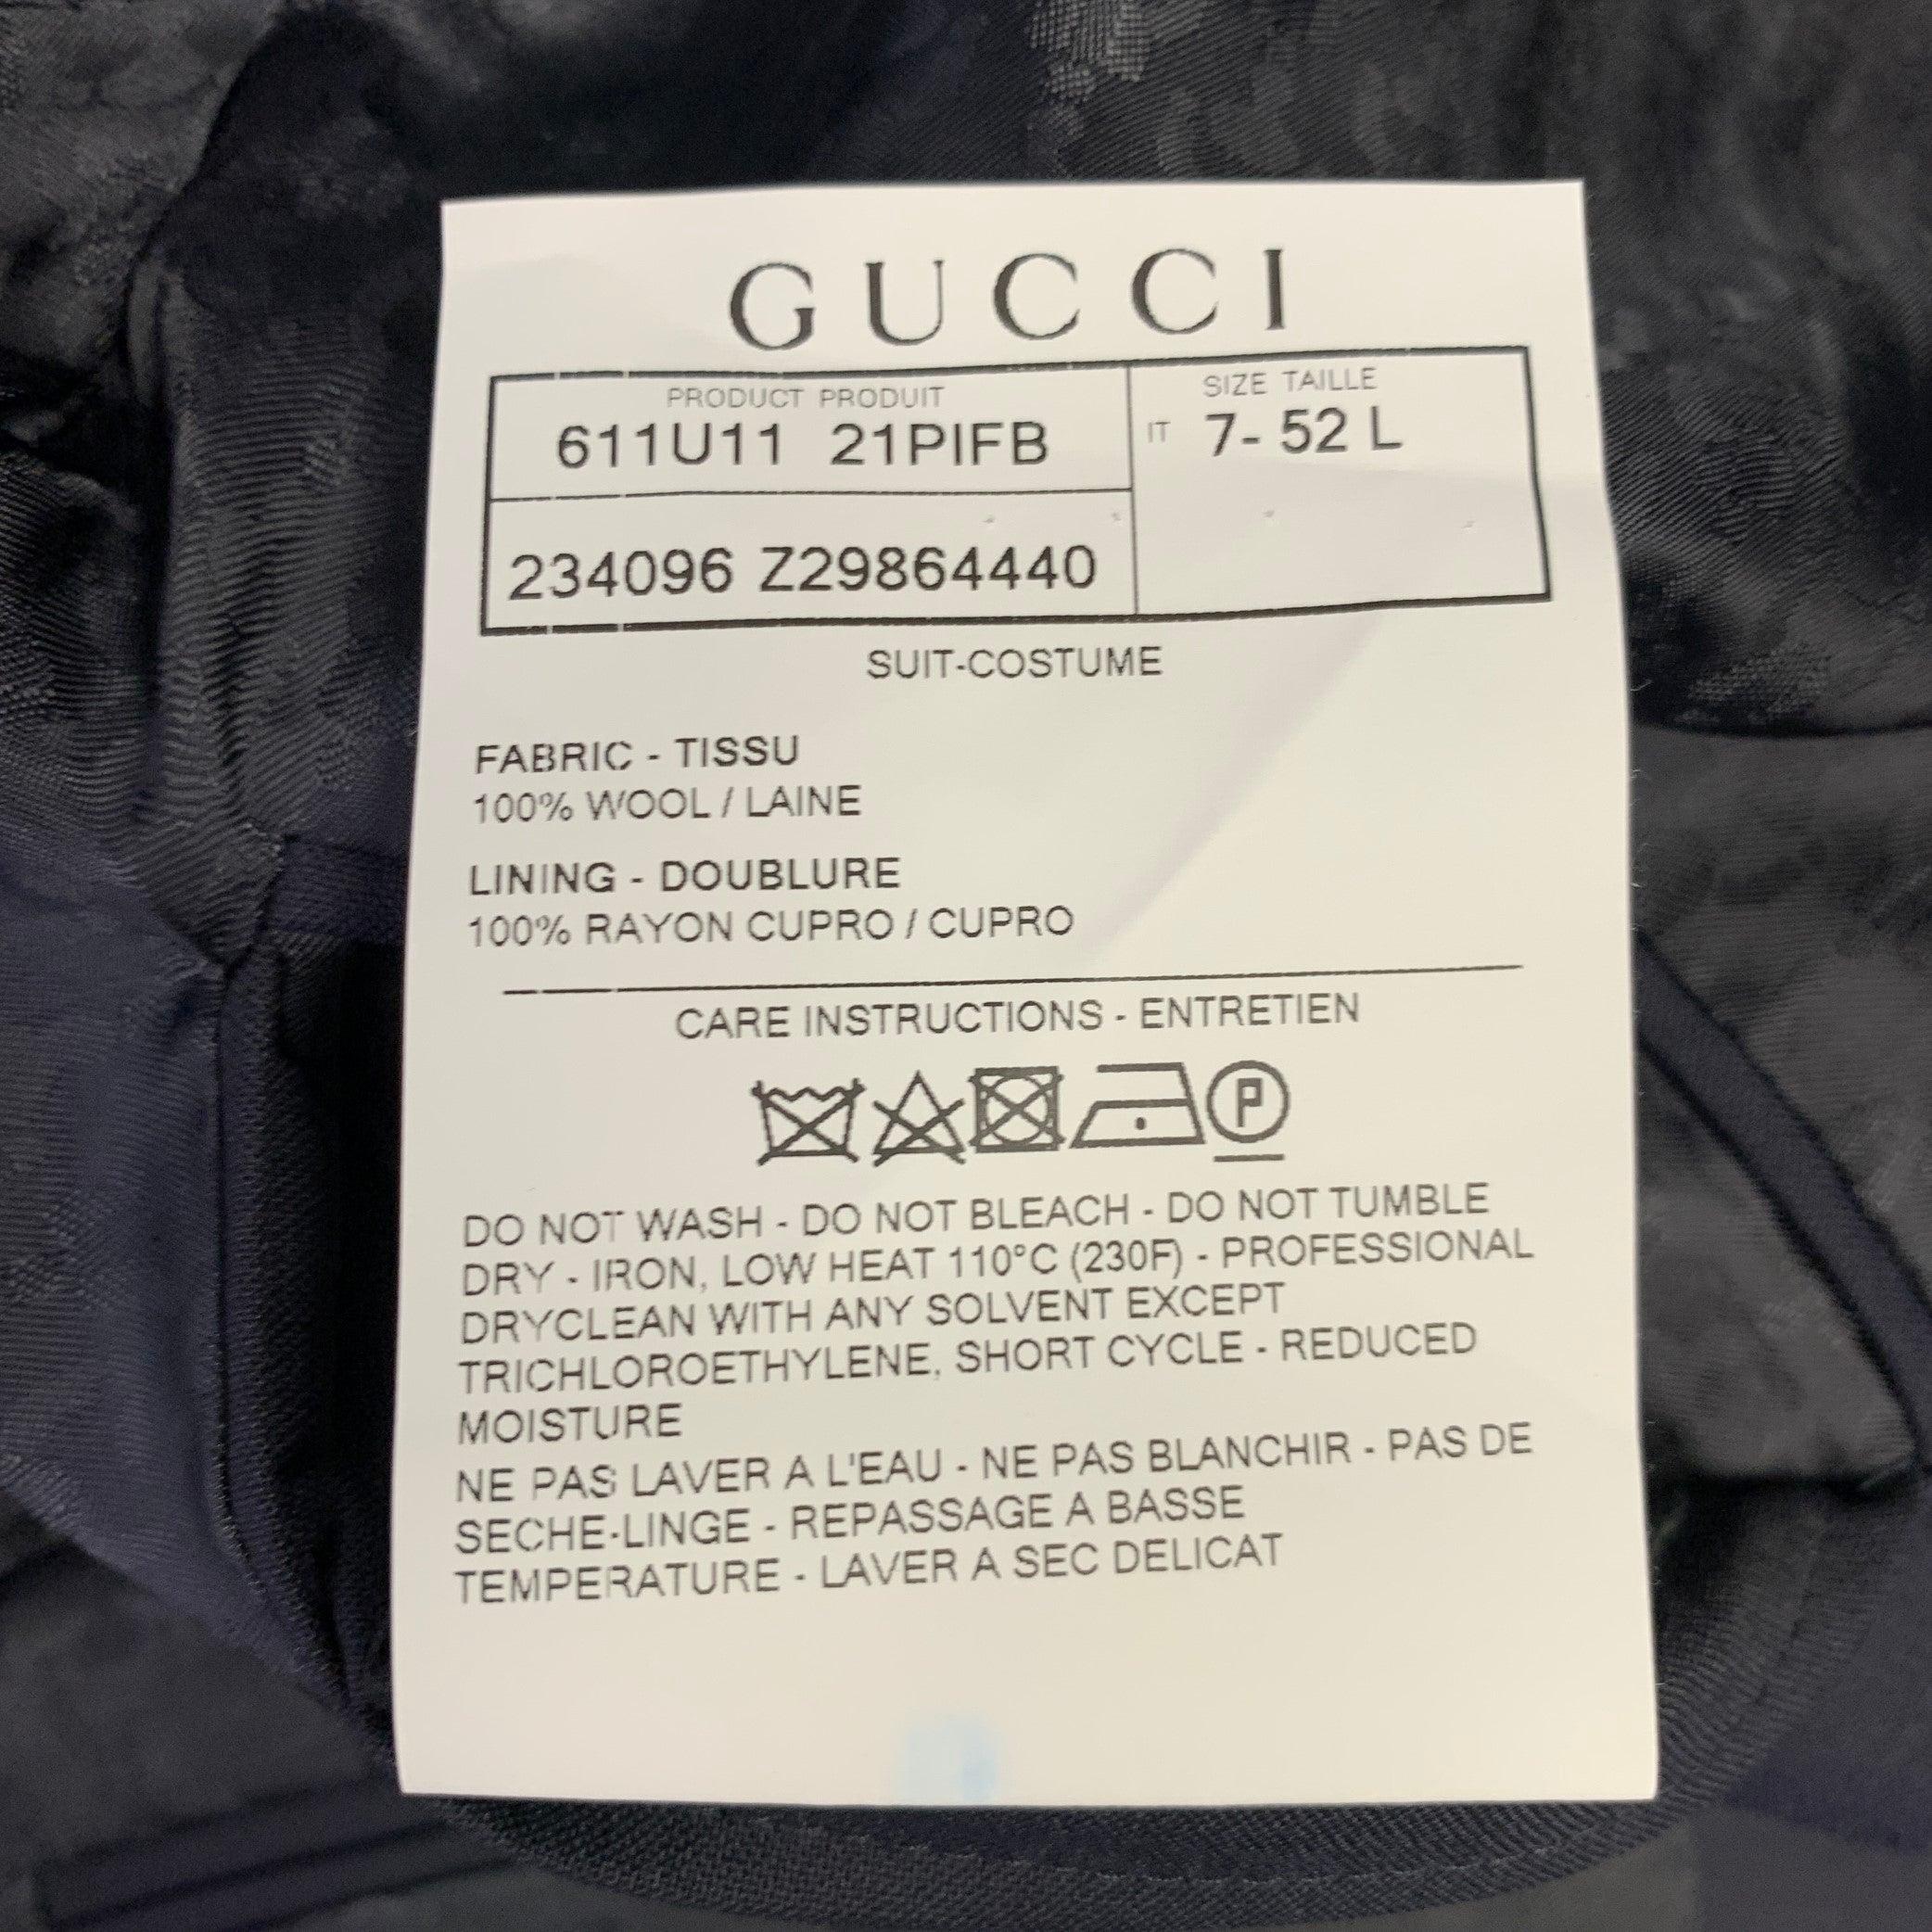 GUCCI
PRODUCT PRODUIT
611U11 21PIFB
SIZE TAILLE
IT 7- 52 L
234096 Z29864440
SUIT-COSTUME
FABRIC - TISSU
100% WOOL / LAINE
LINING - DOUBLURE
100% RAYON CUPRO / CUPRO
CARE INSTRUCTIONS - ENTRETIEN
P
DO NOT WASH - DO NOT BLEACH - DO NOT TUMBLE
DRY - IRON, LOW HEAT 110°C (230F) - PROFESSIONAL
DRYCLEAN WITH ANY SOLVENT EXCEPT
TRICHLOROETHYLENE, SHORT CYCLE - REDUCED
MOISTURE
NE PAS LAVER A L'EAU - NE PAS BLANCHIR - PAS DE
SECHE-LINGE - REPASSAGE A BASSE
TEMPERATURE - LAVER A SEC DELICAT